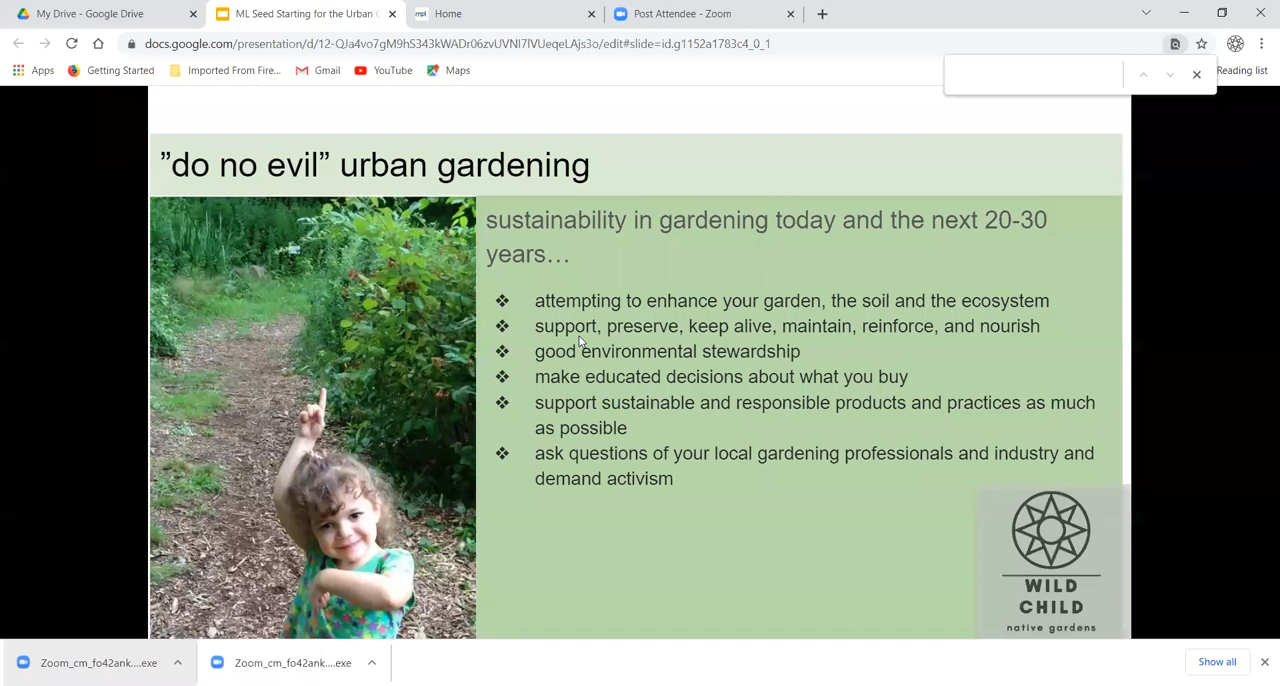 My Drive - Google Drive
ML Seed Starting for the Urban G
mpl Home
Post Attendee - Zoom
docs.google.com/presentation/d/12-QJa4vo7gM9hS343kWADr06zvUVNI7lVUeqeLAjs3o/edit#slide=id.g1152a1783c4_0_1
Apps
Getting Started
Imported From Fire...
Gmail
YouTube
Maps
Reading list
”do no evil” urban gardening
sustainability in gardening today and the next 20-30
years…
❖ attempting to enhance your garden, the soil and the ecosystem
❖ support, preserve, keep alive, maintain, reinforce, and nourish
❖ good environmental stewardship
❖ make educated decisions about what you buy
❖ support sustainable and responsible products and practices as much
as possible
❖ ask questions of your local gardening professionals and industry and
demand activism
WILD
CHILD
native gardens
Zoom_cm_fo42ank....exe
Zoom_cm_fo42ank....exe
Show all